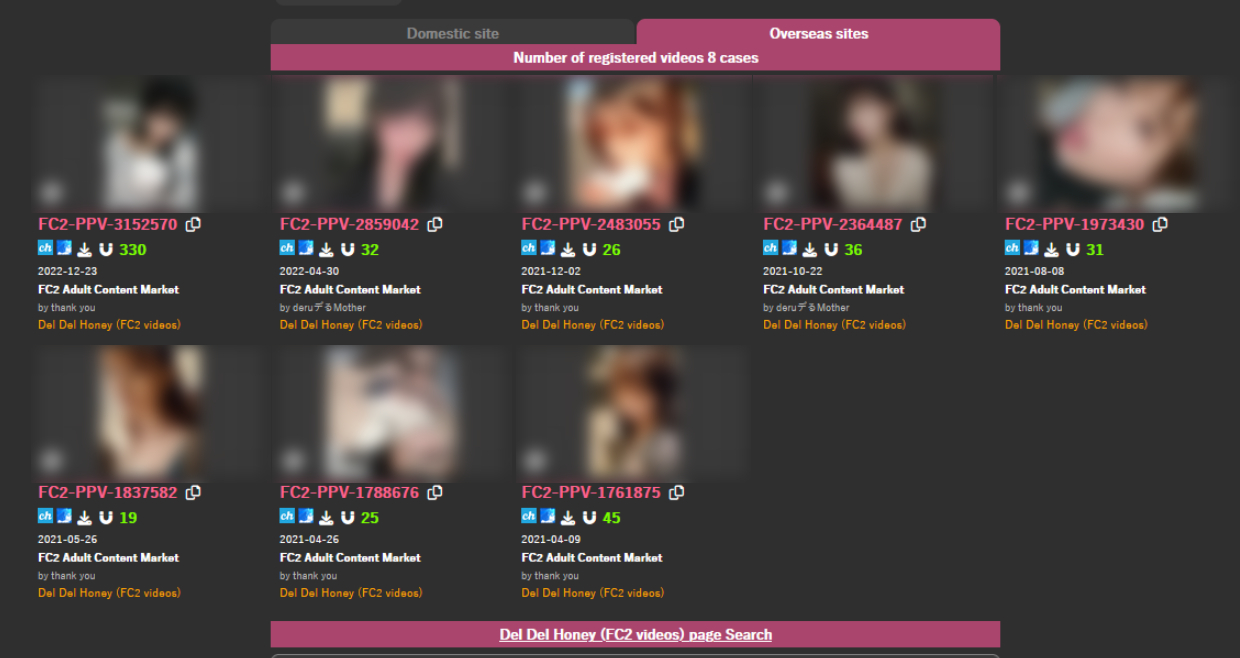 Domestic site
Overseas sites
Number of registered videos 8 cases
FC2-PPV-3152570
ch 330
2022-12-23
FC2 Adult Content Market
by thank you
Del Del Honey (FC2 videos)
FC2-PPV-2859042
ch 32
2022-04-30
FC2 Adult Content Market
by deruデるMother
Del Del Honey (FC2 videos)
FC2-PPV-2483055
ch 26
2021-12-02
FC2 Adult Content Market
by thank you
Del Del Honey (FC2 videos)
FC2-PPV-2364487
ch 36
2021-10-22
FC2 Adult Content Market
by deruデるMother
Del Del Honey (FC2 videos)
FC2-PPV-1973430
ch 31
2021-08-08
FC2 Adult Content Market
by thank you
Del Del Honey (FC2 videos)
FC2-PPV-1837582
ch 19
2021-05-26
FC2 Adult Content Market
by thank you
Del Del Honey (FC2 videos)
FC2-PPV-1788676
ch 25
2021-04-26
FC2 Adult Content Market
by thank you
Del Del Honey (FC2 videos)
FC2-PPV-1761875
ch 45
2021-04-09
FC2 Adult Content Market
by thank you
Del Del Honey (FC2 videos)
Del Del Honey (FC2 videos) page Search